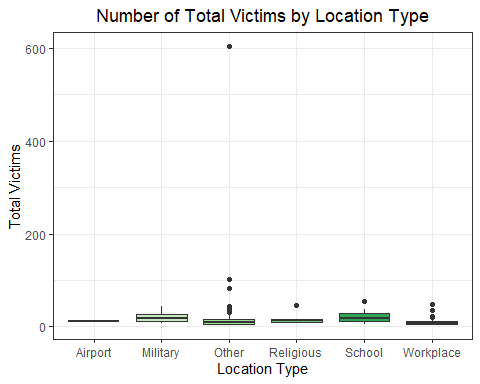 Number of Total Victims by Location Type
Total Victims
600
400
200
0
Airport Military Other Religious School Workplace
Location Type